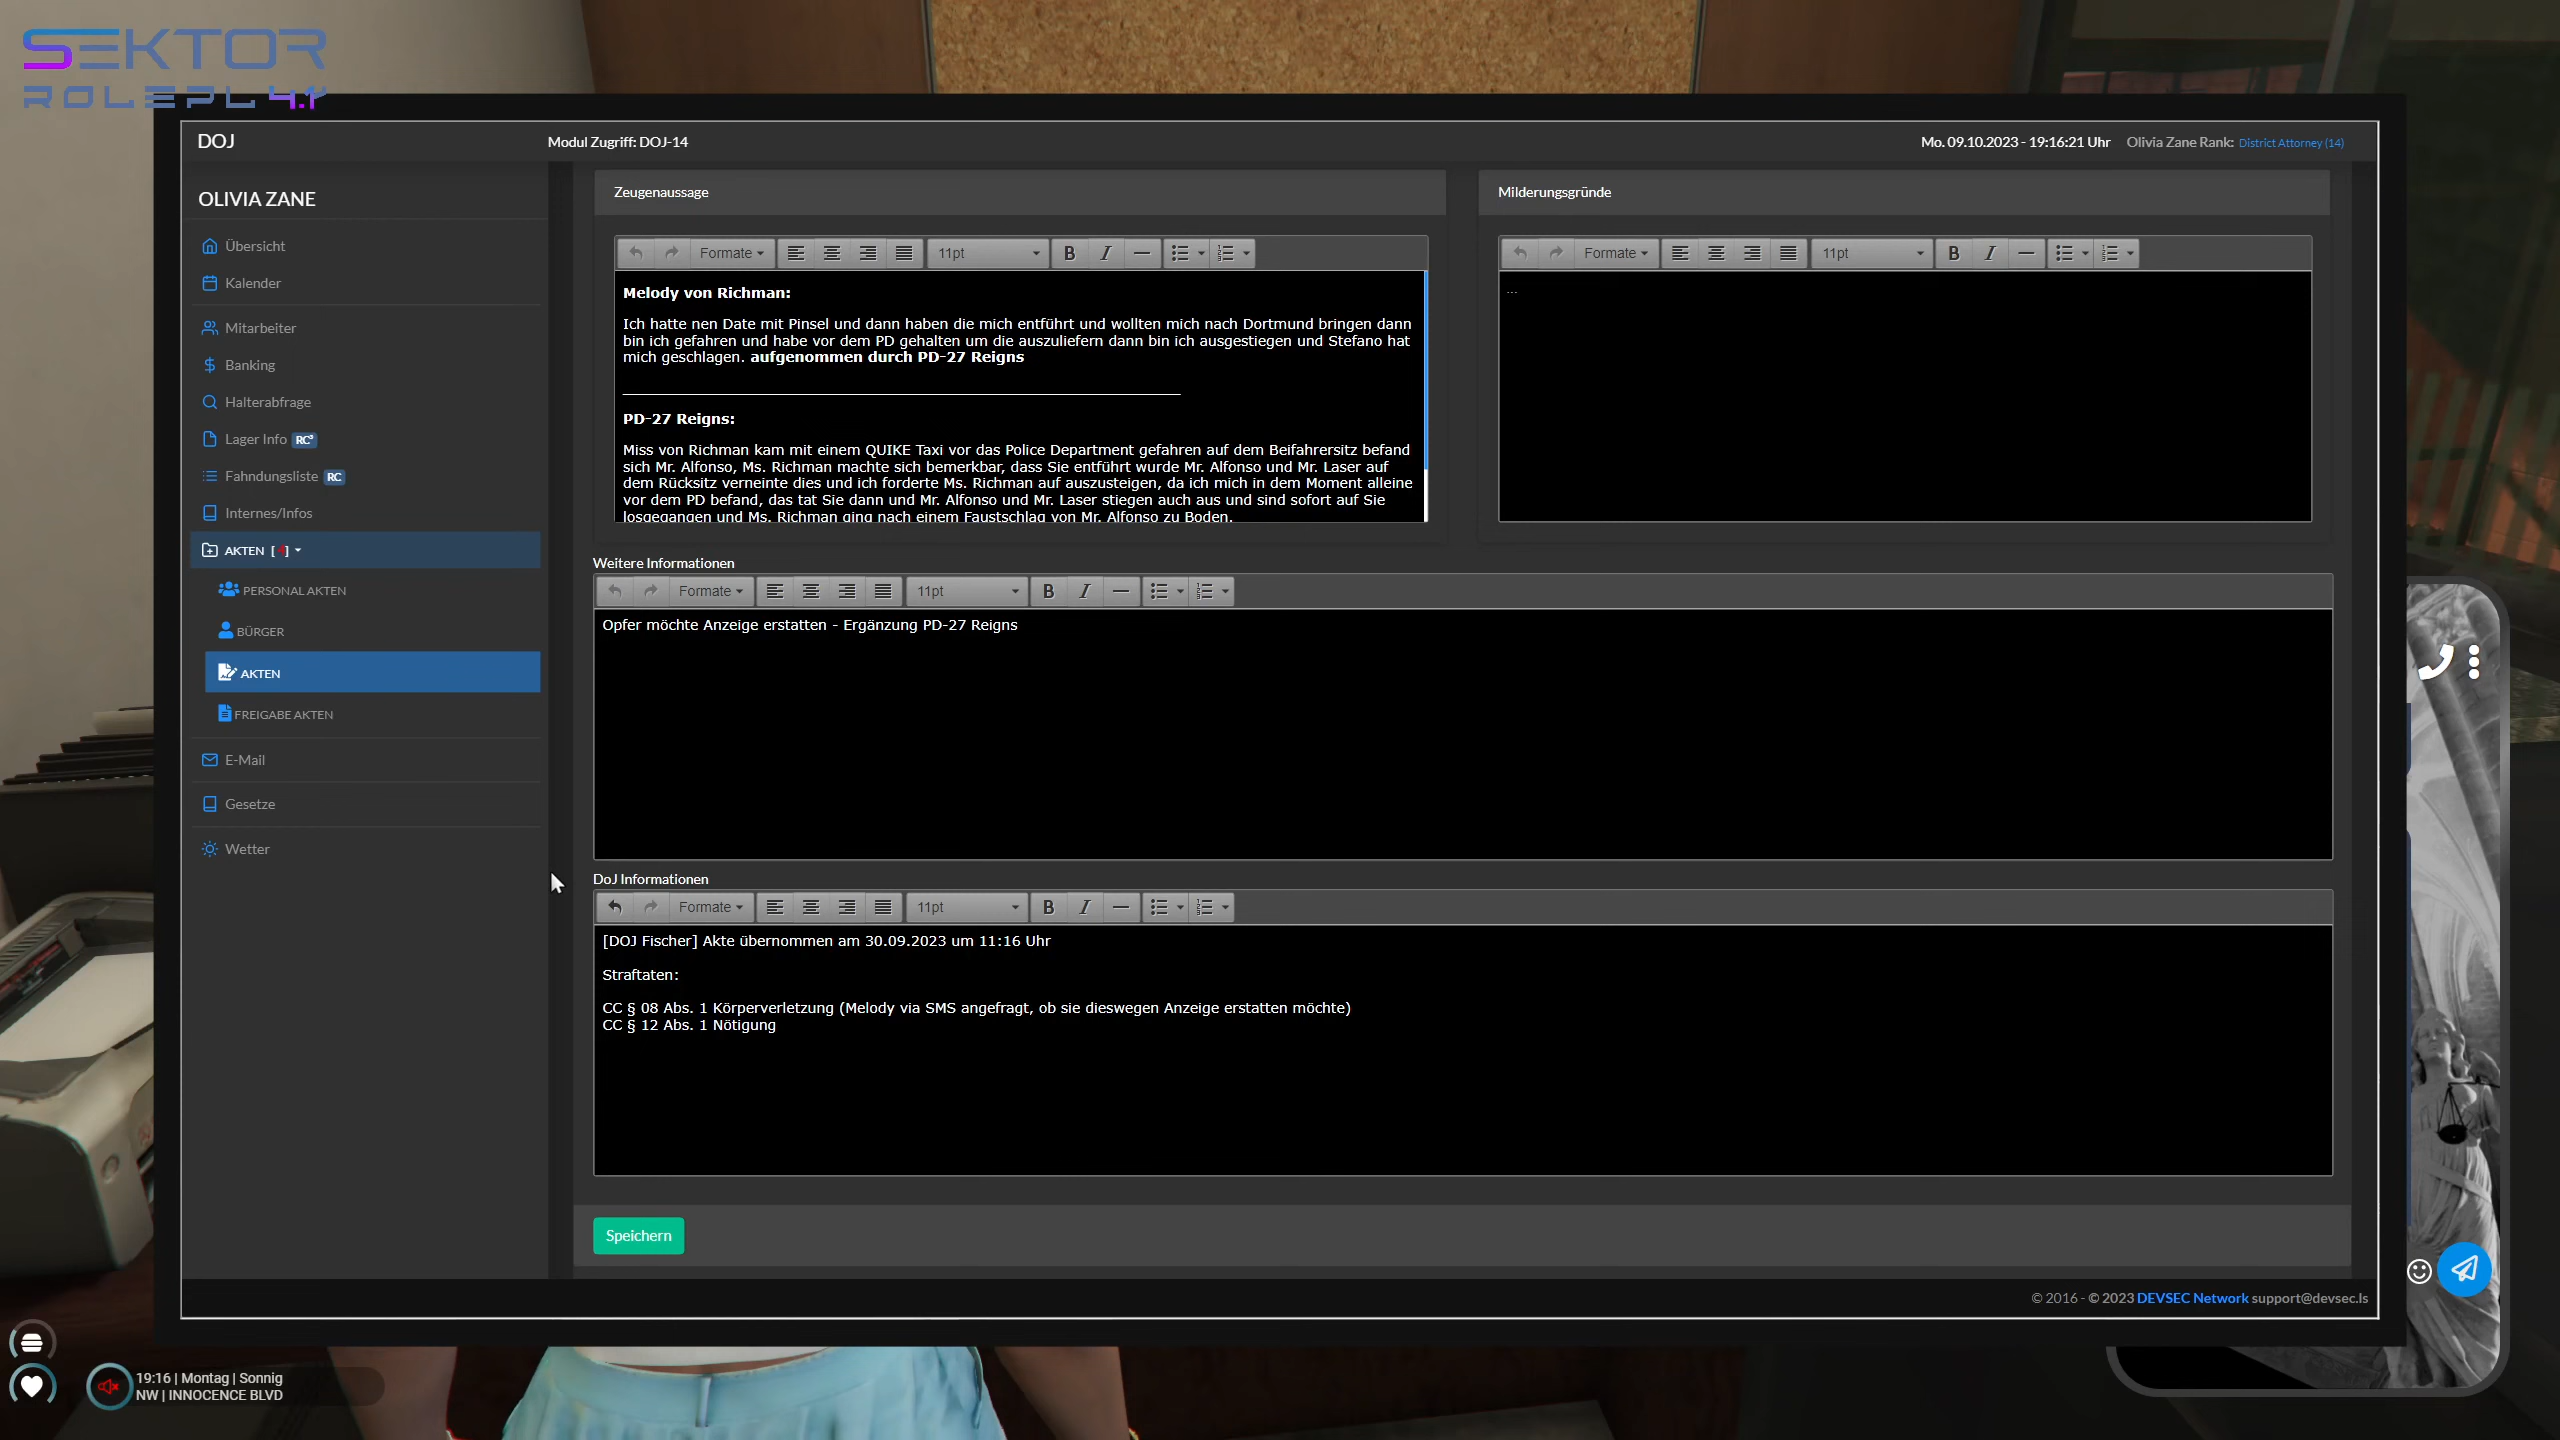 SEKTOR
ROLEPL4.Y
DOJ
Modul Zugriff: DOJ-14
Mo. 09.10.2023 - 19:16:21 Uhr Olivia Zane Rank: District Attorney (14)
OLIVIA ZANE
Übersicht
Kalender
Mitarbeiter
Banking
Halterabfrage
Lager Info RC³
Fahndungsliste RC
Internes/Infos
AKTEN [ ]
PERSONAL AKTEN
BÜRGER
AKTEN
FREIGABE AKTEN
E-Mail
Gesetze
Wetter
Zeugenaussage
Formate 11pt B I
Melody von Richman:
Ich hatte nen Date mit Pinsel und dann haben die mich entführt und wollten mich nach Dortmund bringen dann
bin ich gefahren und habe vor dem PD gehalten um die auszuliefern dann bin ich ausgestiegen und Stefano hat
mich geschlagen. aufgenommen durch PD-27 Reigns
PD-27 Reigns:
Miss von Richman kam mit einem QUIKE Taxi vor das Police Department gefahren auf dem Beifahrersitz befand
sich Mr. Alfonso, Ms. Richman machte sich bemerkbar, dass Sie entführt wurde Mr. Alfonso und Mr. Laser auf
dem Rücksitz verneinte dies und ich forderte Ms. Richman auf auszusteigen, da ich mich in dem Moment alleine
vor dem PD befand, das tat Sie dann und Mr. Alfonso und Mr. Laser stiegen auch aus und sind sofort auf Sie
losgegangen und Ms. Richman ging nach einem Faustschlag von Mr. Alfonso zu Boden.
Milderungsgründe
Formate 11pt B I
...
Weitere Informationen
Formate 11pt B I
Opfer möchte Anzeige erstatten - Ergänzung PD-27 Reigns
DoJ Informationen
Formate 11pt B I
[DOJ Fischer] Akte übernommen am 30.09.2023 um 11:16 Uhr
Straftaten:
CC § 08 Abs. 1 Körperverletzung (Melody via SMS angefragt, ob sie dieswegen Anzeige erstatten möchte)
CC § 12 Abs. 1 Nötigung
Speichern
© 2016 - © 2023 DEVSEC Network support@devsec.ls
19:16 | Montag | Sonnig
NW | INNOCENCE BLVD